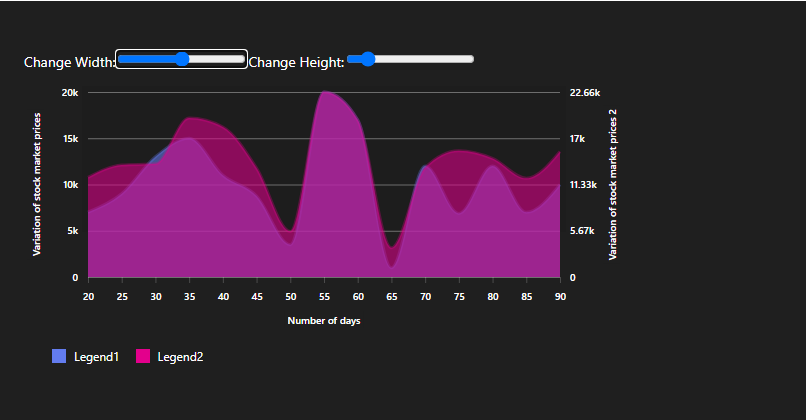 Change Width: Change Height:
20k 22.66k
15k 17k
10k 11.33k
5k 5.67k
0 0
Variation of stock market prices
Variation of stock market prices 2
20 25 30 35 40 45 50 55 60 65 70 75 80 85 90
Number of days
Legend1 Legend2